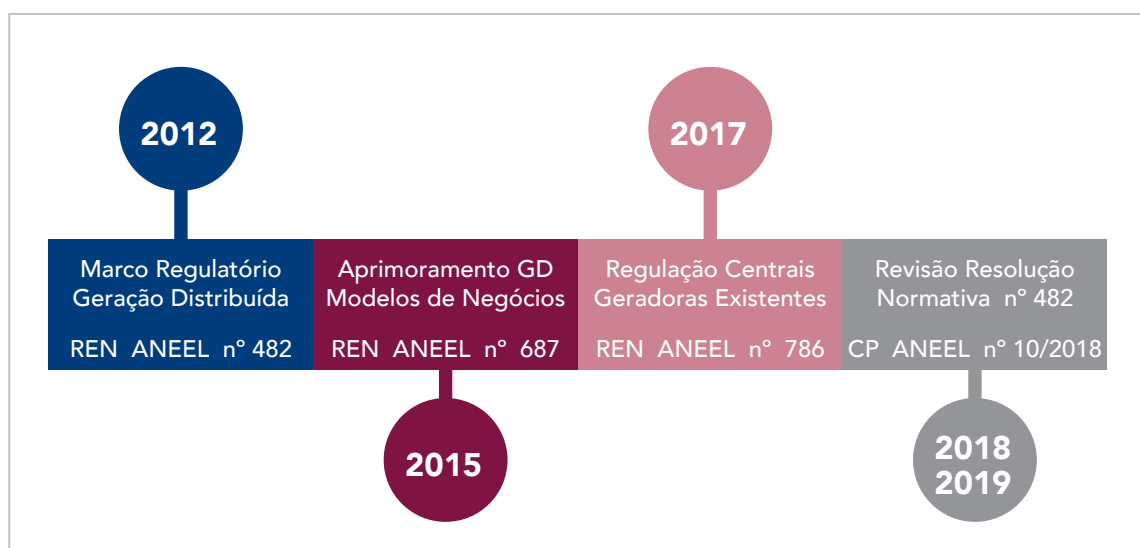 2012
2017
Marco Regulatório
Geração Distribuída
REN ANEEL nº 482
Aprimoramento GD
Modelos de Negócios
REN ANEEL nº 687
Regulação Centrais
Geradoras Existentes
REN ANEEL nº 786
Revisão Resolução
Normativa nº 482
CP ANEEL nº 10/2018
2015
2018
2019